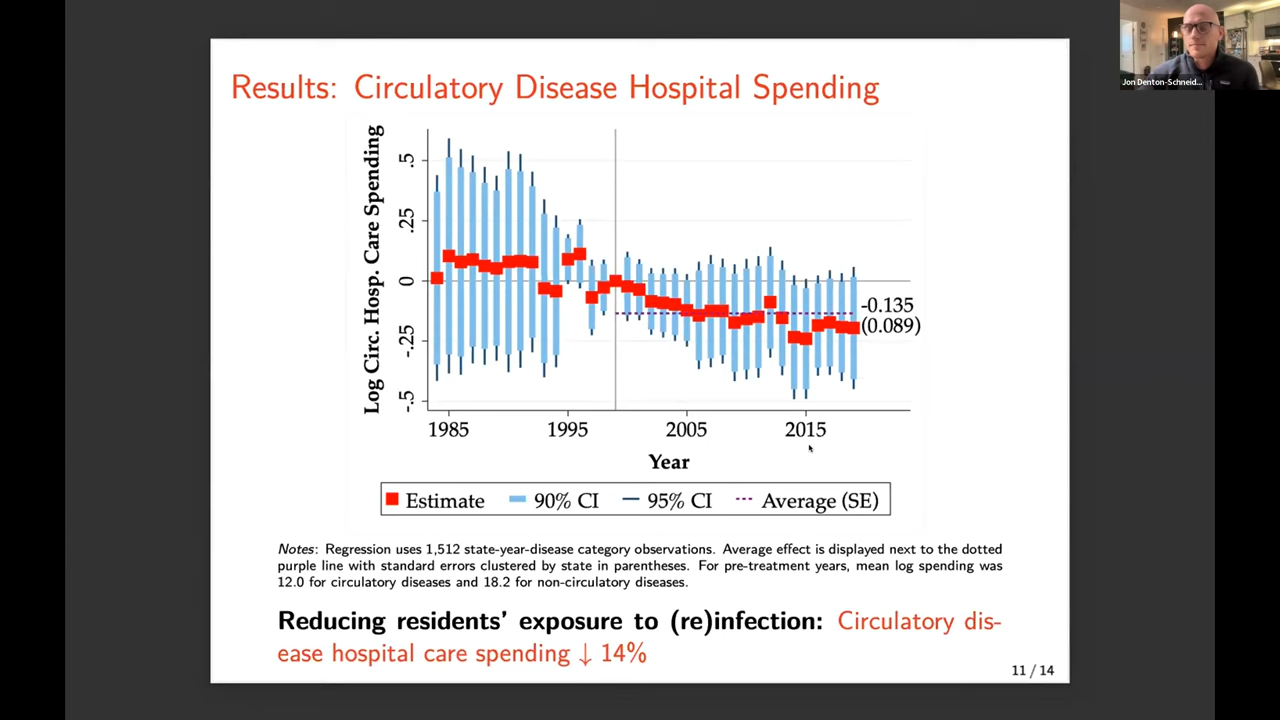 Jon Denton-Schneid...
Results: Circulatory Disease Hospital Spending
Log Circ. Hosp. Care Spending
.5
.25
0
-.25
-.5
-0.135
(0.089)
1985
1995
2005
2015
Year
Estimate
90% CI
95% CI
Average (SE)
Notes: Regression uses 1,512 state-year-disease category observations. Average effect is displayed next to the dotted
purple line with standard errors clustered by state in parentheses. For pre-treatment years, mean log spending was
12.0 for circulatory diseases and 18.2 for non-circulatory diseases.
Reducing residents' exposure to (re)infection: Circulatory dis-
ease hospital care spending ↓ 14%
11 / 14